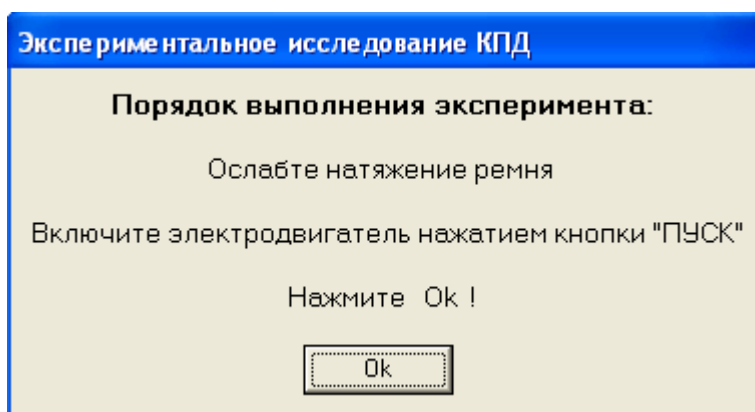 Экспериментальное исследование КПД
Порядок выполнения эксперимента:
Ослабте натяжение ремня
Включите электродвигатель нажатием кнопки "ПУСК"
Нажмите Ok !
Ok